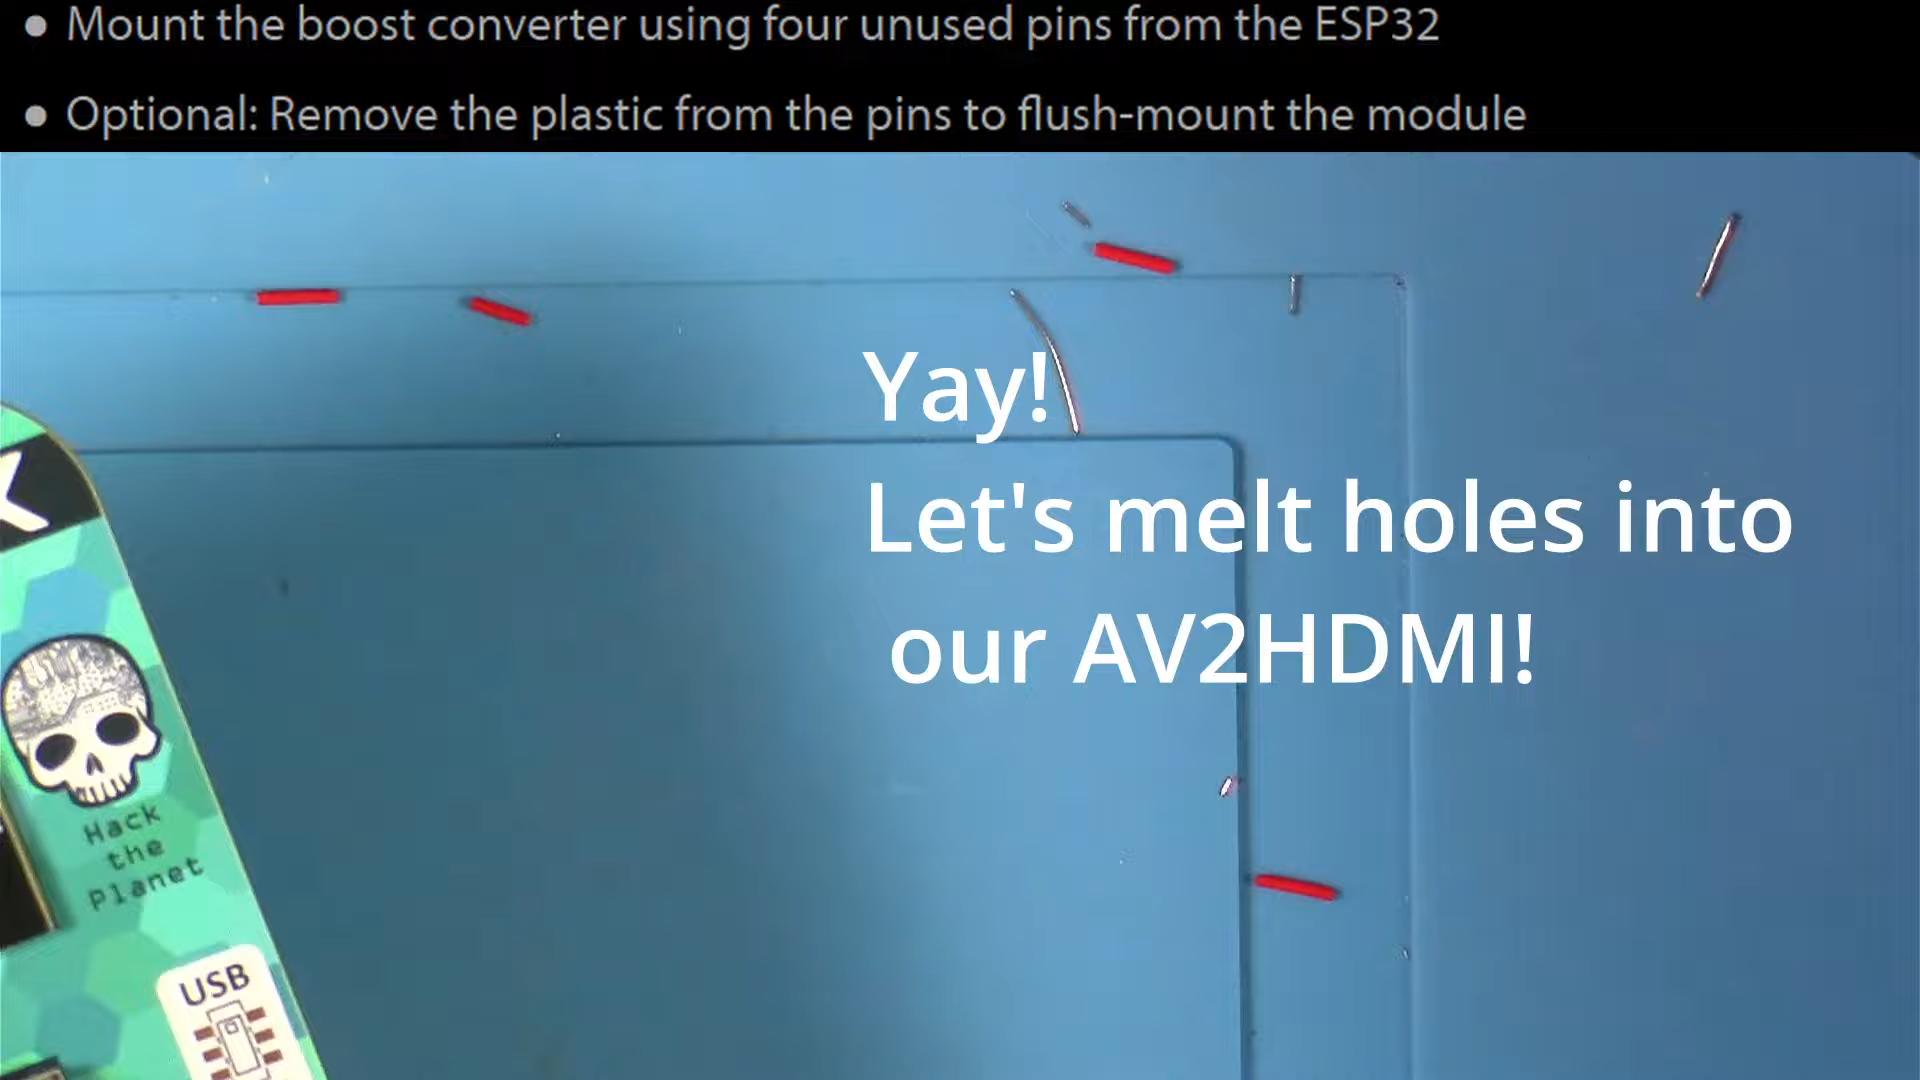 ● Mount the boost converter using four unused pins from the ESP32
● Optional: Remove the plastic from the pins to flush-mount the module
Yay!
Let's melt holes into
our AV2HDMI!
Hack
the
Planet
USB